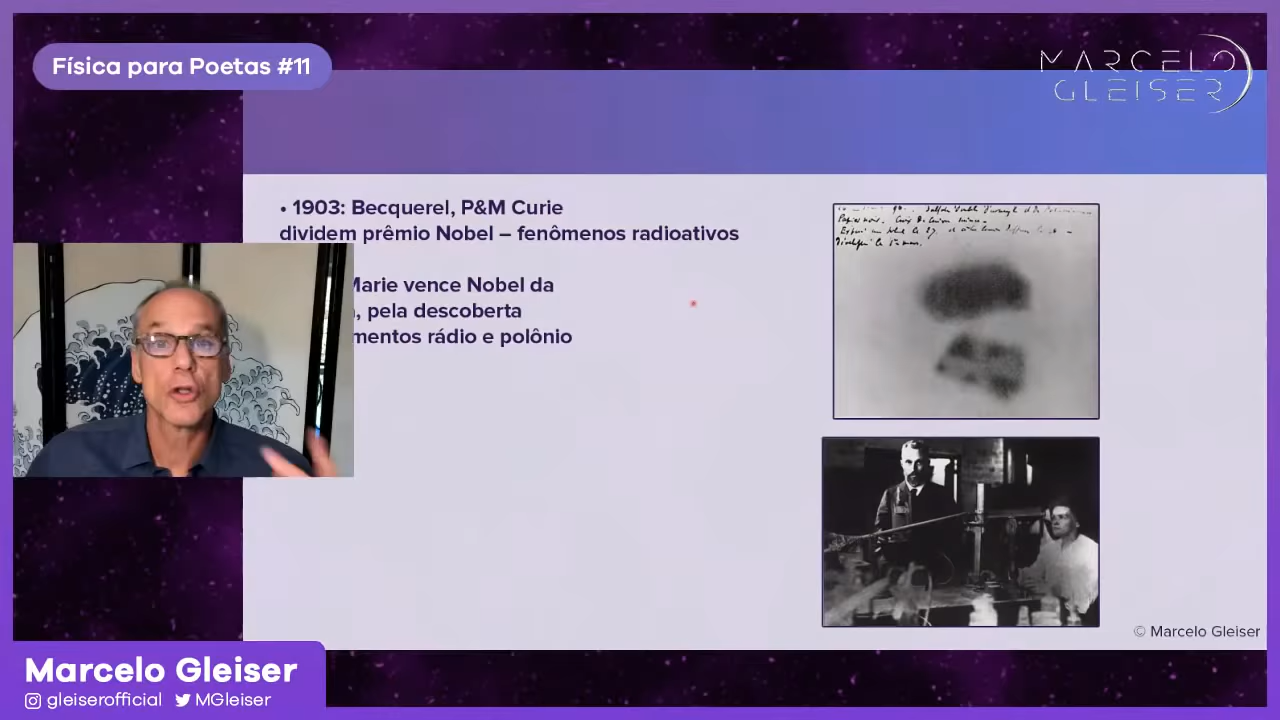 Física para Poetas #11
MARCELO
GLEISER
• 1903: Becquerel, P&M Curie
dividem prêmio Nobel – fenômenos radioativos
Marie vence Nobel da
, pela descoberta
mentos rádio e polônio
© Marcelo Gleiser
Marcelo Gleiser
gleiserofficial MGleiser